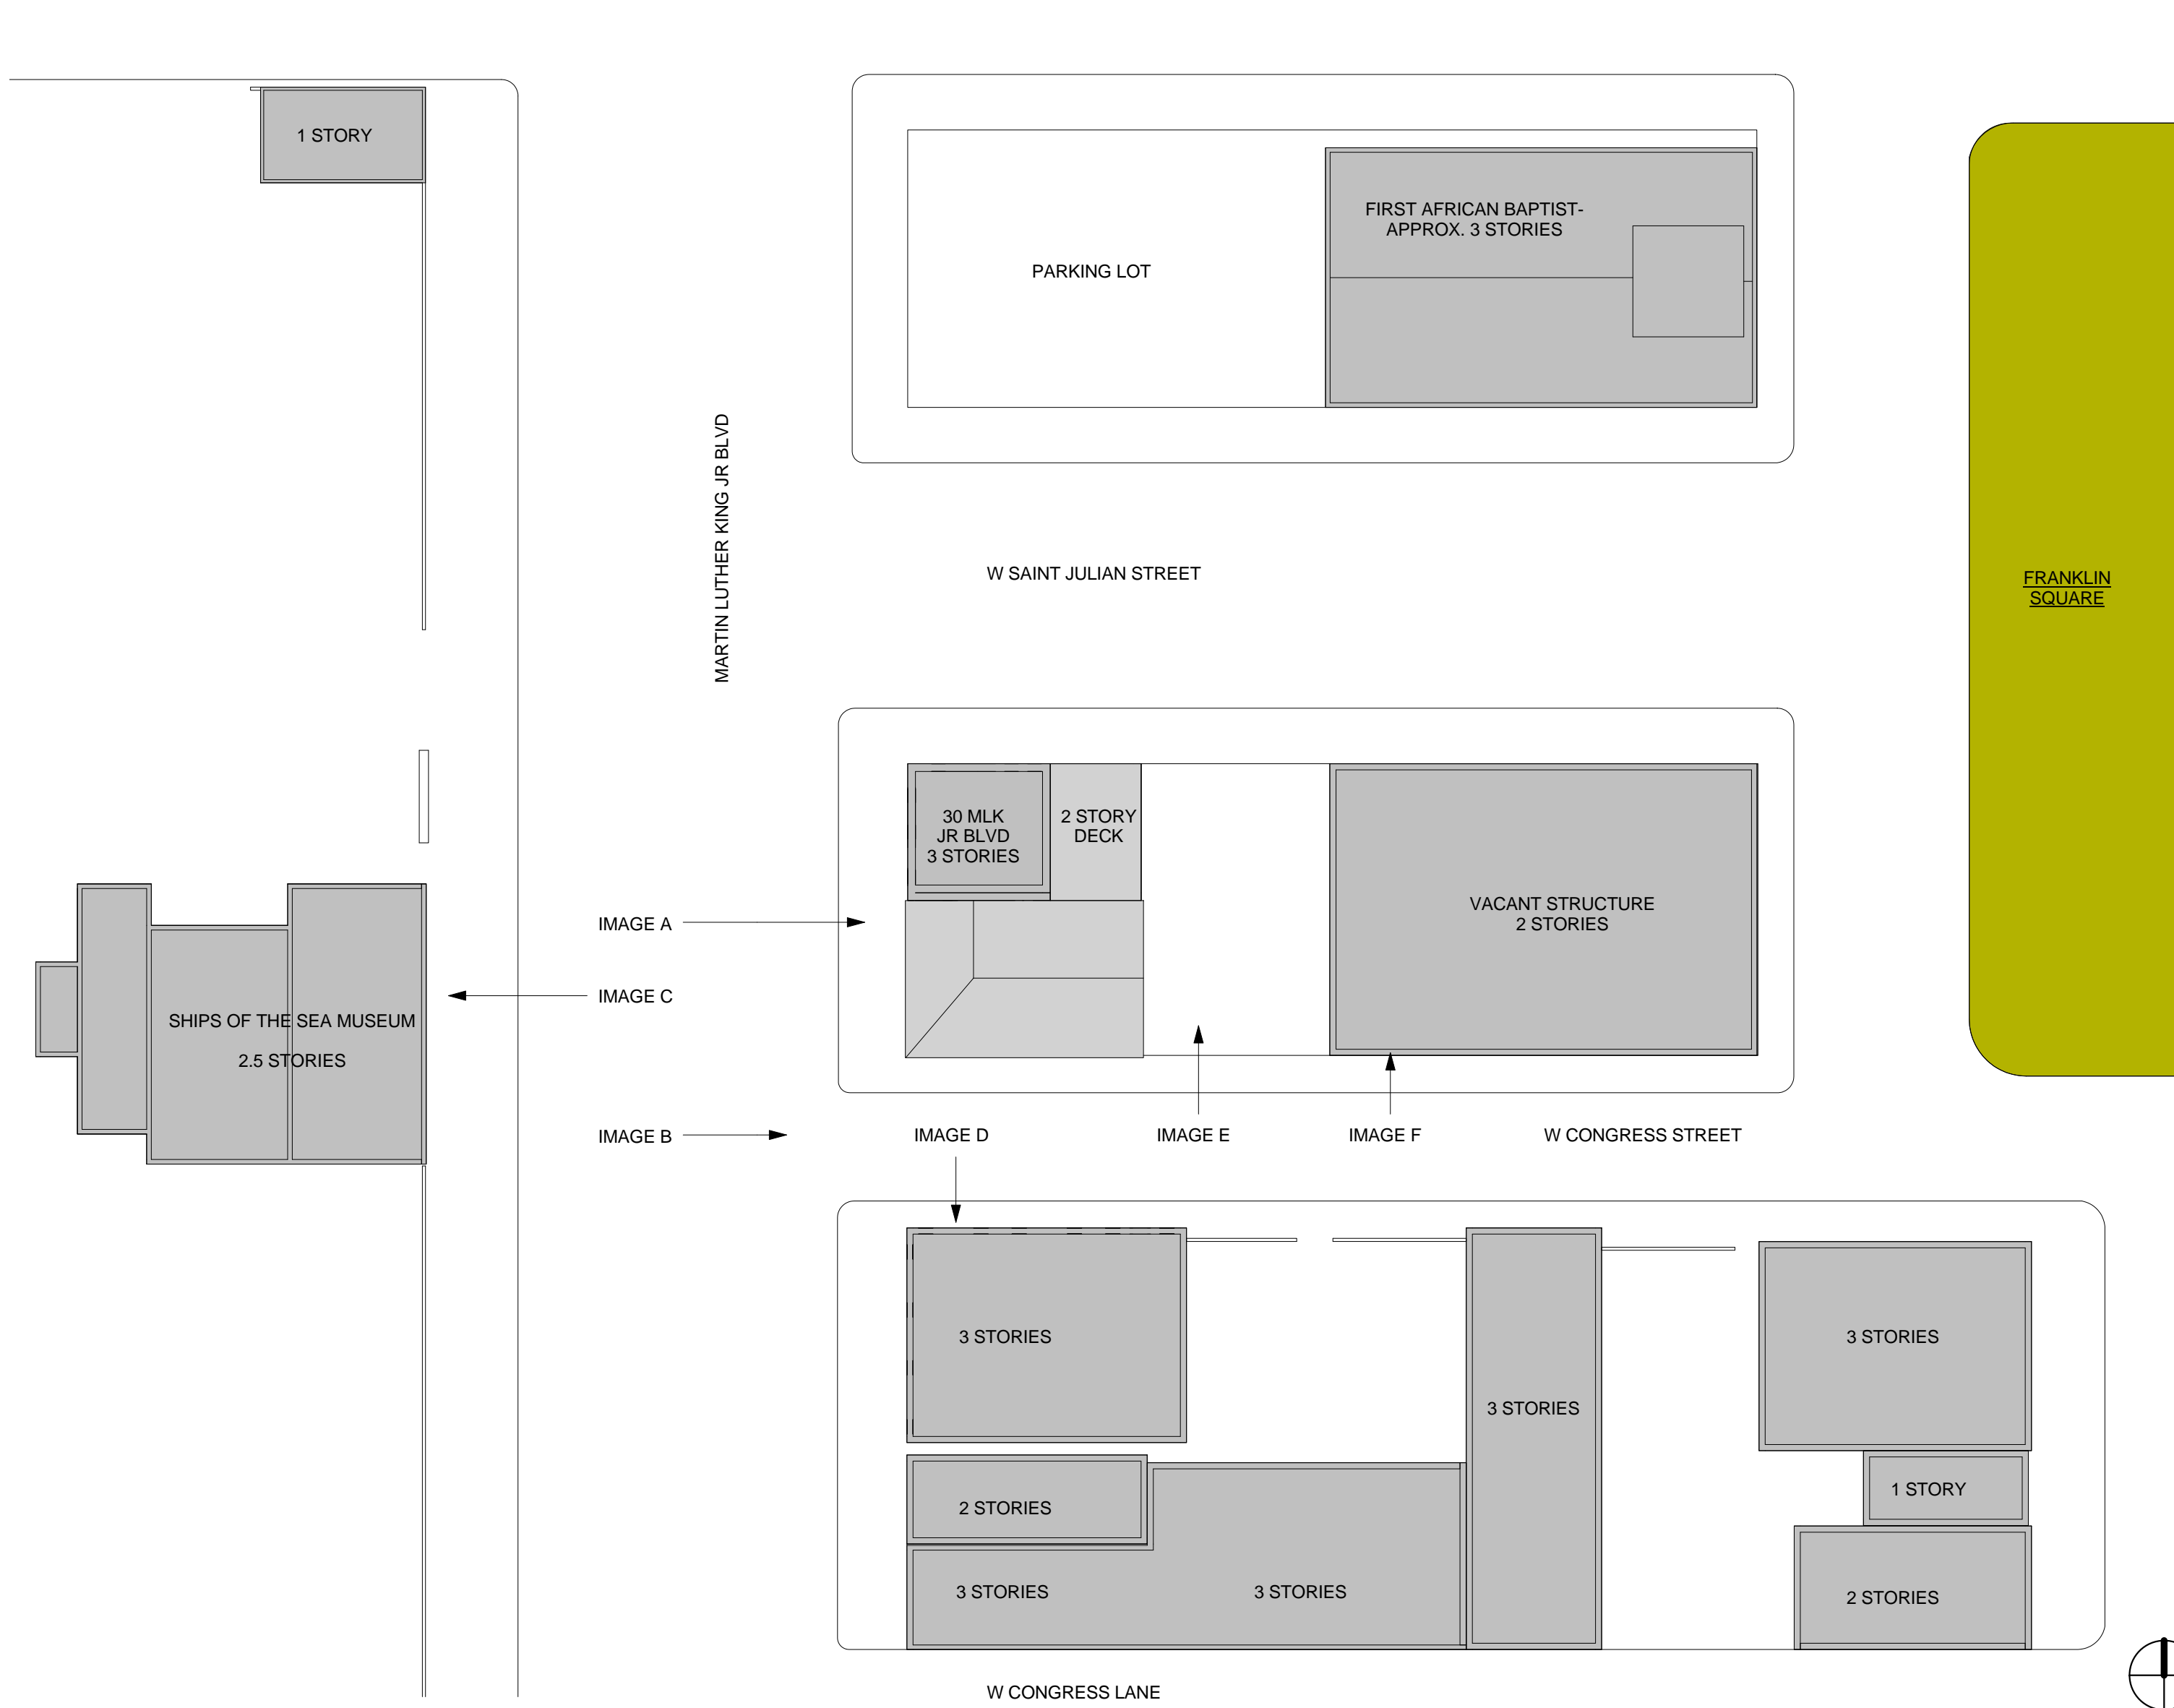 1 STORY
FIRST AFRICAN BAPTIST-
APPROX. 3 STORIES
PARKING LOT
MARTIN LUTHER KING JR BLVD
W SAINT JULIAN STREET
FRANKLIN
SQUARE
30 MLK
JR BLVD
3 STORIES
2 STORY
DECK
VACANT STRUCTURE
2 STORIES
IMAGE A
IMAGE C
SHIPS OF THE SEA MUSEUM
2.5 STORIES
IMAGE B
IMAGE D
IMAGE E
IMAGE F
W CONGRESS STREET
3 STORIES
3 STORIES
3 STORIES
1 STORY
2 STORIES
3 STORIES
3 STORIES
2 STORIES
W CONGRESS LANE